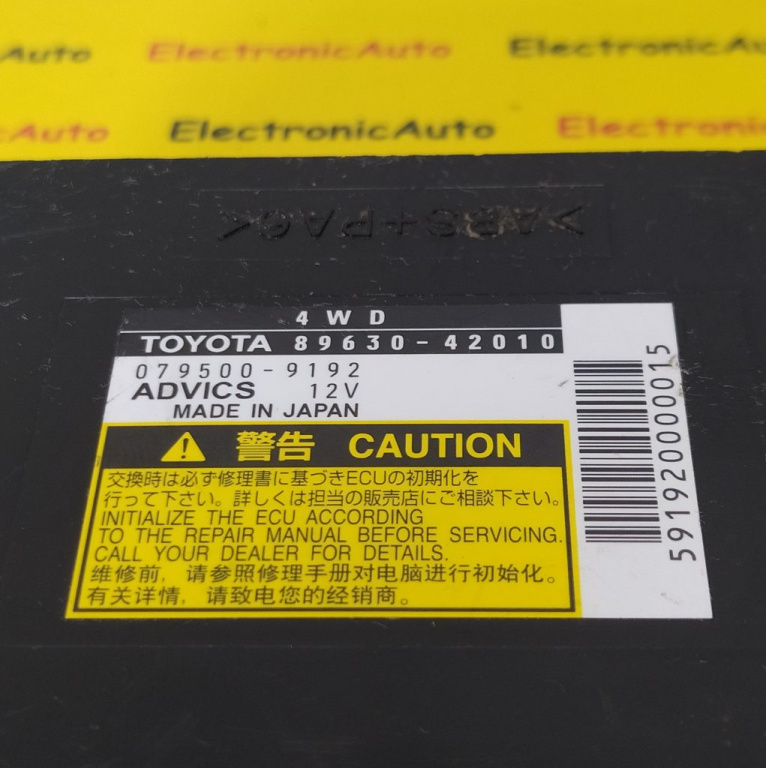 Auto ElectronicAuto ElectronicAuto
ElectronicAuto ElectronicAuto ElectronicAuto
>ABS+PA6<
4WD
TOYOTA 89630-42010
079500-9192
ADVICS 12V
MADE IN JAPAN
警告 CAUTION
交換時は必ず修理書に基づきECUの初期化を
行って下さい。詳しくは担当の販売店にご相談下さい。
INITIALIZE THE ECU ACCORDING
TO THE REPAIR MANUAL BEFORE SERVICING.
CALL YOUR DEALER FOR DETAILS.
维修前，请参照修理手册对电脑进行初始化。
有关详情，请致电您的经销商。
591920000015